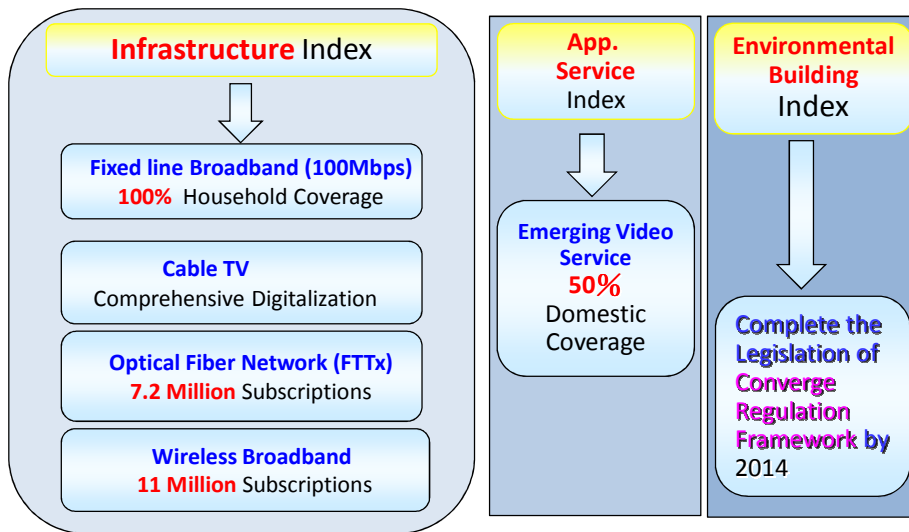 Infrastructure Index
Fixed line Broadband (100Mbps)
100% Household Coverage
Cable TV
Comprehensive Digitalization
Optical Fiber Network (FTTx)
7.2 Million Subscriptions
Wireless Broadband
11 Million Subscriptions
App.
Service
Index
Emerging Video
Service
50%
Domestic
Coverage
Environmental
Building
Index
Complete the
Legislation of
Converge
Regulation
Framework by
2014